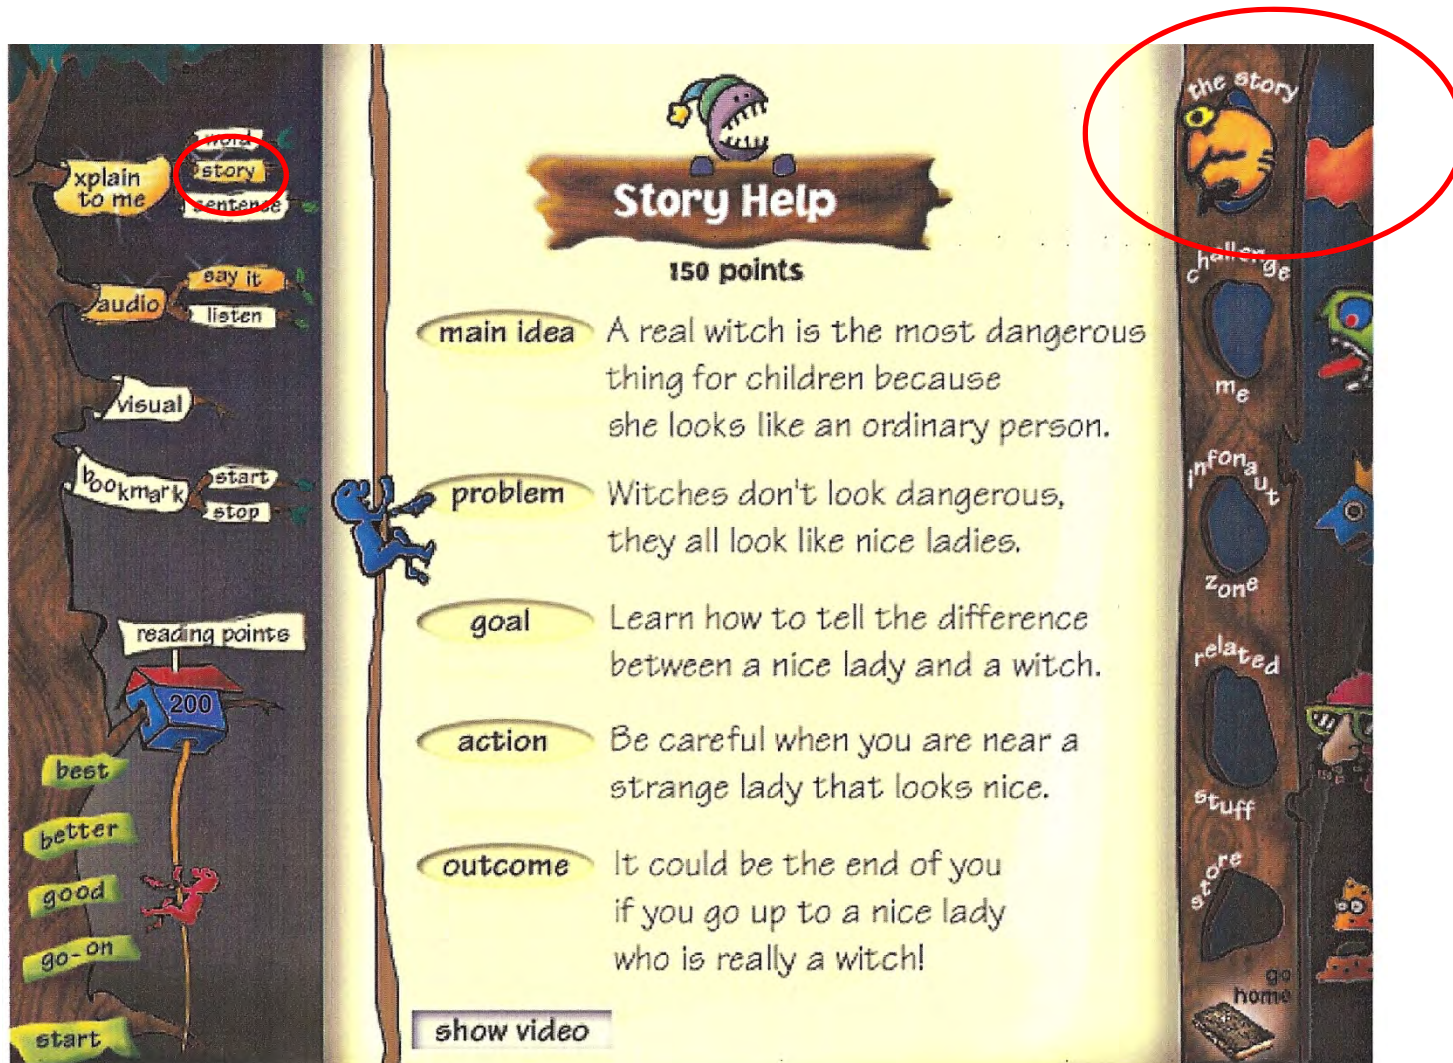 word
xplain
to me
story
sentence
audio
say it
listen
visual
bookmark
start
stop
reading points
200
best
better
good
go-on
start
Story Help
150 points
main idea
A real witch is the most dangerous
thing for children because
she looks like an ordinary person.
problem
Witches don't look dangerous,
they all look like nice ladies.
goal
Learn how to tell the difference
between a nice lady and a witch.
action
Be careful when you are near a
strange lady that looks nice.
outcome
It could be the end of you
if you go up to a nice lady
who is really a witch!
show video
the story
challenge
me
infonaut
zone
related
stuff
store
go
home